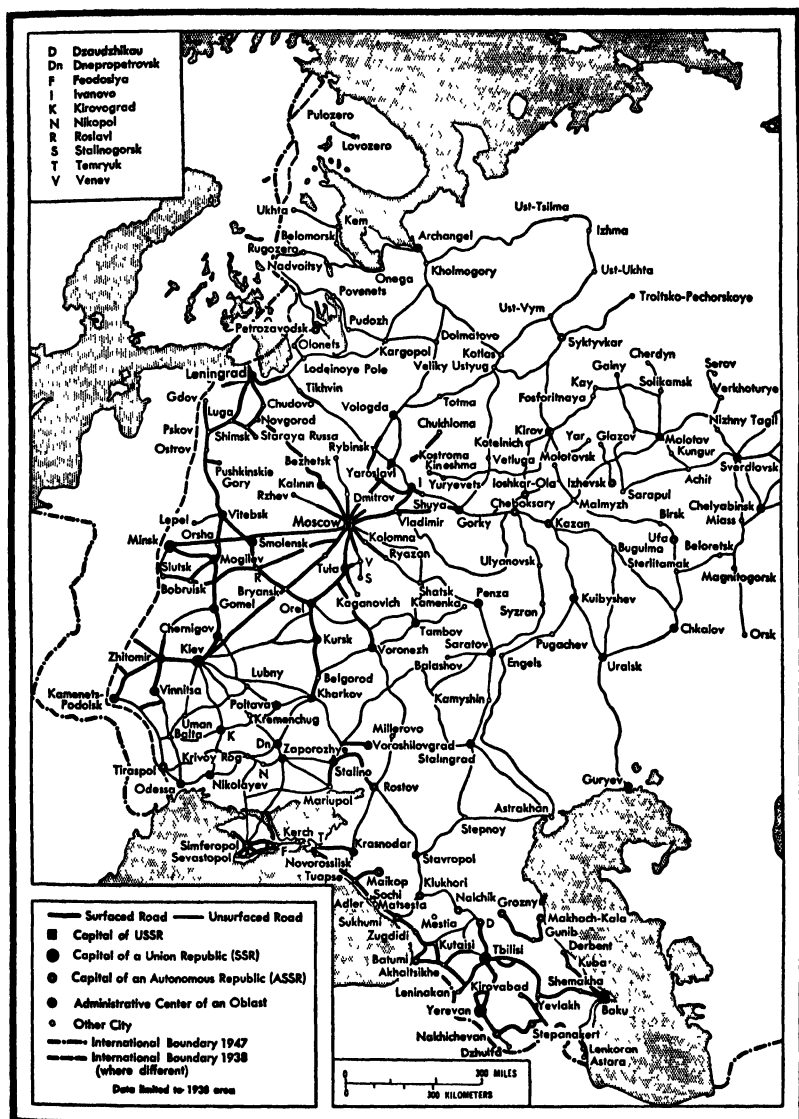 D Dzaudzhikau
Dn Dnepropetrovsk
F Feodosiya
I Ivanovo
K Kirovograd
N Nikopol
R Roslavl
S Stalinogorsk
T Temryuk
V Venev
Pulozero
Lovozero
Ukhta
Kem
Belomorsk
Rugozero
Nadvoitsy
Archangel
Ust-Tsilma
Izhma
Onega
Kholmogory
Ust-Ukhta
Povenets
Troitsko-Pechorskoye
Petrozavodsk
Pudozh
Ust-Vym
Olonets
Dolmatovo
Kargopol
Kotlas
Syktyvkar
Leningrad
Lodeinoye Pole
Veliky Ustyug
Gainy
Cherdyn
Serov
Tikhvin
Kay
Solikamsk
Verkhoturye
Gdov
Luga
Chudova
Vologda
Totma
Fosforitnaya
Novgorod
Chukhloma
Nizhny Tagil
Pskov
Shimsk
Staraya Russa
Rybinsk
Kirov
Yar
Glazov
Molotov
Ostrov
Kotelnich
Kungur
Bezhetsk
Kostroma
Vetluga
Molotovsk
Sverdlovsk
Pushkinskie
Gory
Kalinin
Yaroslavl
Kineshma
Yuryevets
Ioshkar-Ola
Izhevsk
Achit
Rzhev
Dmitrov
I
Sarapul
Lepel
Vitebsk
Moscow
Shuya
Vladimir
Gorky
Cheboksary
Malmyzh
Birsk
Chelyabinsk
Miass
Minsk
Orsha
Smolensk
Kolomna
Kazan
Ufa
Slutsk
Mogilev
Ryazan
Bugulma
Beloretsk
R
Tula
V
S
Ulyanovsk
Sterlitamak
Bobruisk
Bryansk
Shatsk
Magnitogorsk
Gomel
Orel
Kaganovich
Kamenka
Penza
Kuibyshev
Syzran
Chernigov
Kursk
Tambov
Chkalov
Orsk
Zhitomir
Kiev
Voronezh
Saratov
Pugachev
Engels
Uralsk
Kamenets-
Podolsk
Vinnitsa
Lubny
Belgorod
Balashov
Poltava
Kharkov
Kamyshin
Uman
Kremenchug
Balta
K
Millerovo
Dn
Zaporozhye
Voroshilovgrad
Stalingrad
Krivoy Rog
Tiraspol
N
Stalino
Odessa
Nikolayev
Rostov
Guryev
Mariupol
Astrakhan
Stepnoy
Simferopol
Kerch
T
Sevastopol
F
Krasnodar
Novorossiisk
Stavropol
Tuapse
Maikop
Klukhori
Sochi
Nalchik
Grozny
Adler
Matsesta
Sukhumi
Mestia
D
Makhach-Kala
Zugdidi
Gunib
Kutaisi
Tbilisi
Derbent
Batumi
Kuba
Akhaltsikhe
Shemakha
Leninakan
Kirovabad
Yevlakh
Baku
Yerevan
Nakhichevan
Stepanakert
Dzhulfa
Lenkoran
Astara
Surfaced Road Unsurfaced Road
Capital of USSR
Capital of a Union Republic (SSR)
Capital of an Autonomous Republic (ASSR)
Administrative Center of an Oblast
Other City
International Boundary 1947
International Boundary 1938
(where different)
Data limited to 1938 area
0 300 MILES
0 300 KILOMETERS